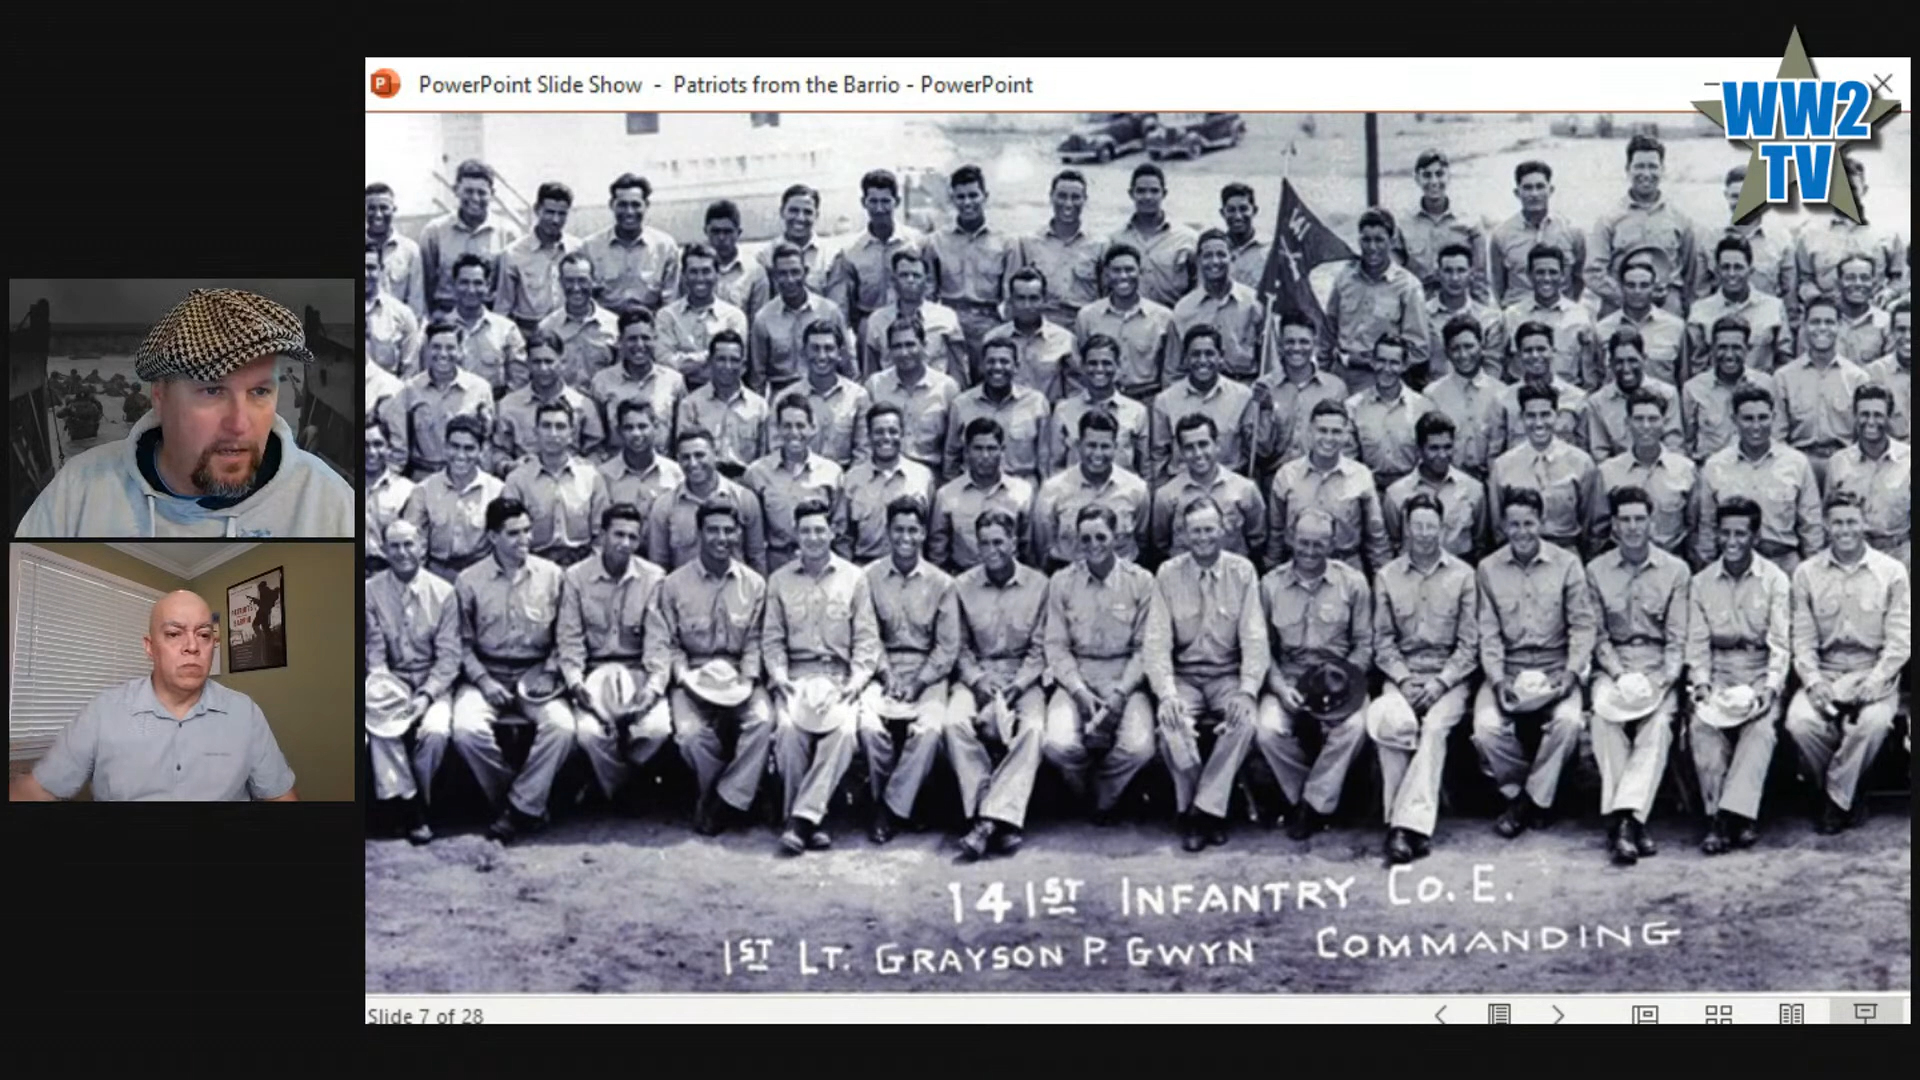 PowerPoint Slide Show - Patriots from the Barrio - PowerPoint
WW2
TV
141
141ST INFANTRY CO. E.
1ST LT. GRAYSON P. GWYN COMMANDING
Slide 7 of 28